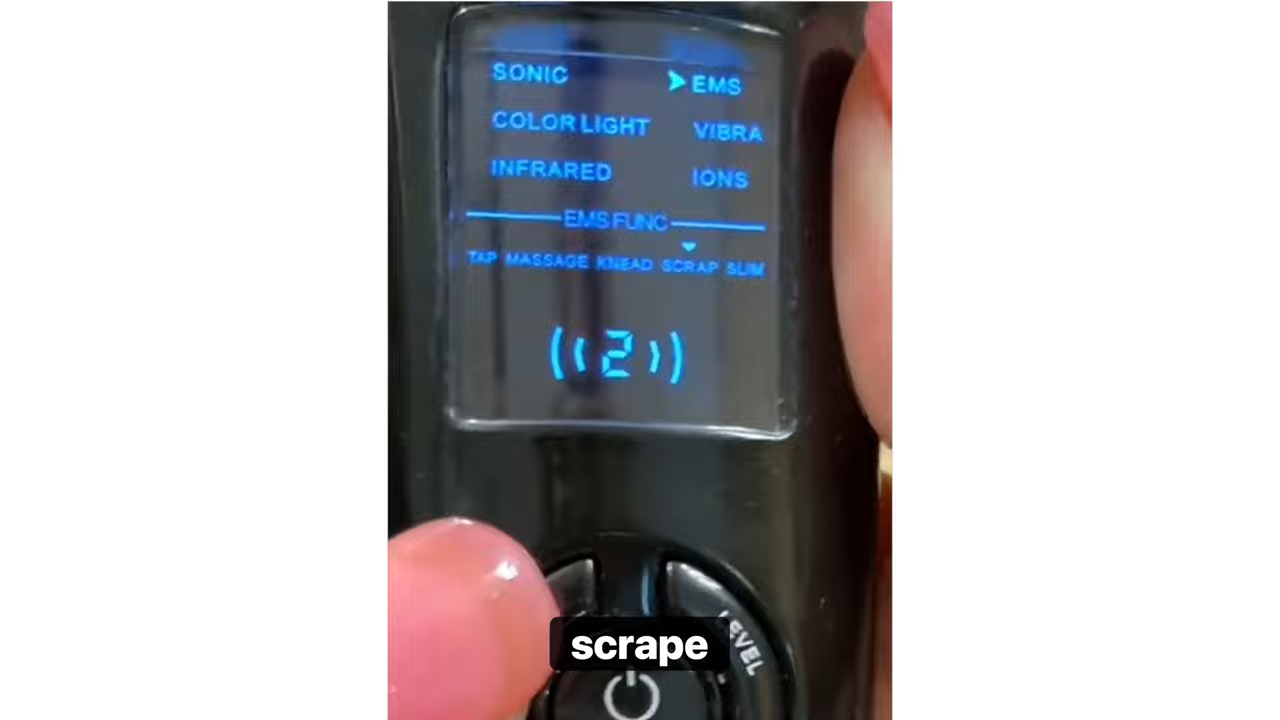 SONIC ➤EMS
COLOR LIGHT VIBRA
INFRARED IONS
EMS FUNC
TAP MASSAGE KNEAD SCRAP SLIM
2
LEVEL
scrape